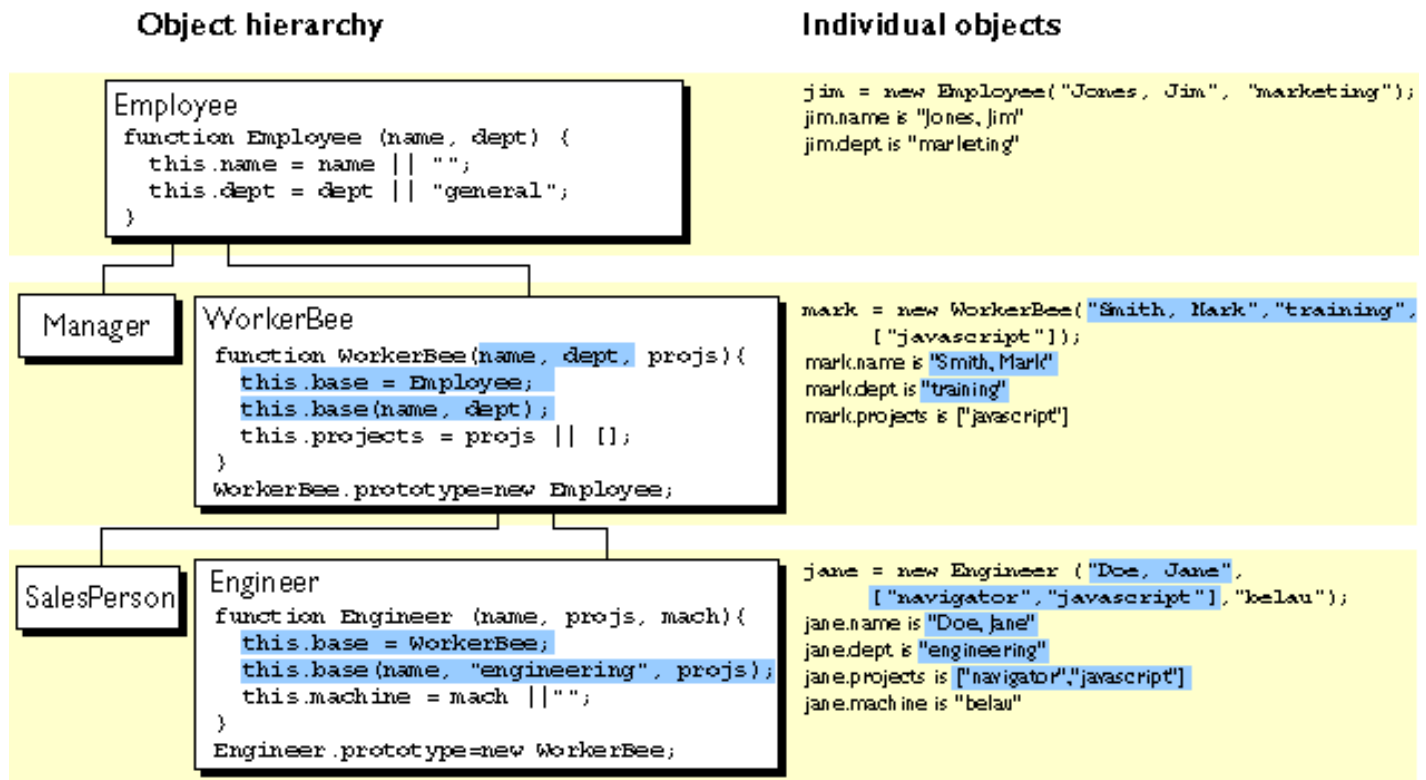 Object hierarchy
Individual objects
Employee
function Employee (name, dept) {
this.name = name || "";
this.dept = dept || "general";
}
jim = new Employee("Jones, Jim", "marketing");
jim.name is "Jones, Jim"
jim.dept is "marleting"
Manager
WorkerBee
function WorkerBee(name, dept, projs){
this.base = Employee;
this.base(name, dept);
this.projects = projs || [];
}
WorkerBee.prototype=new Employee;
mark = new WorkerBee("Smith, Mark","training",
["javascript"]);
mark.name is "Smith, Mark"
mark.dept is "training"
mark.projects is ["javascript"]
SalesPerson
Engineer
function Engineer (name, projs, mach){
this.base = WorkerBee;
this.base(name, "engineering", projs);
this.machine = mach ||"";
}
Engineer.prototype=new WorkerBee;
jane = new Engineer ("Doe, Jane",
["navigator","javascript"],"belau");
jane.name is "Doe, Jane"
jane.dept is "engineering"
jane.projects is ["navigator","javascript"]
jane.machine is "belau"